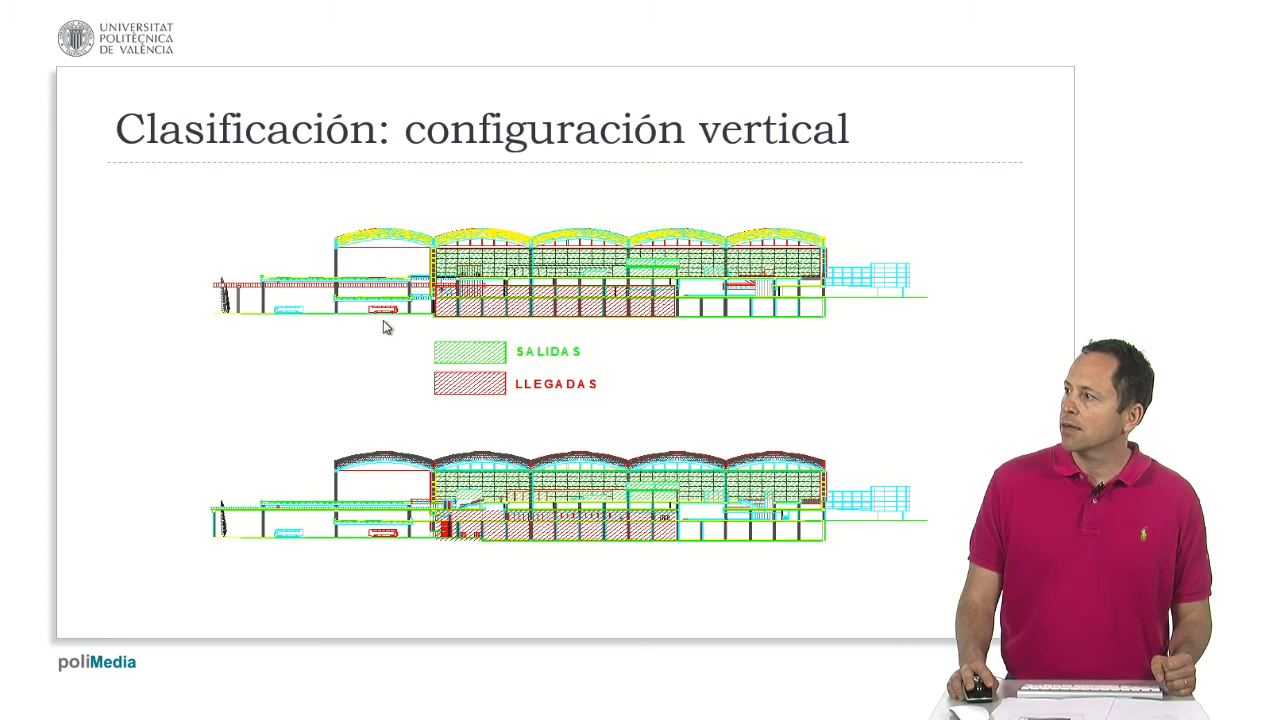 UNIVERSITAT
POLITÈCNICA
DE VALÈNCIA
Clasificación: configuración vertical
SALIDAS
LLEGADAS
poliMedia